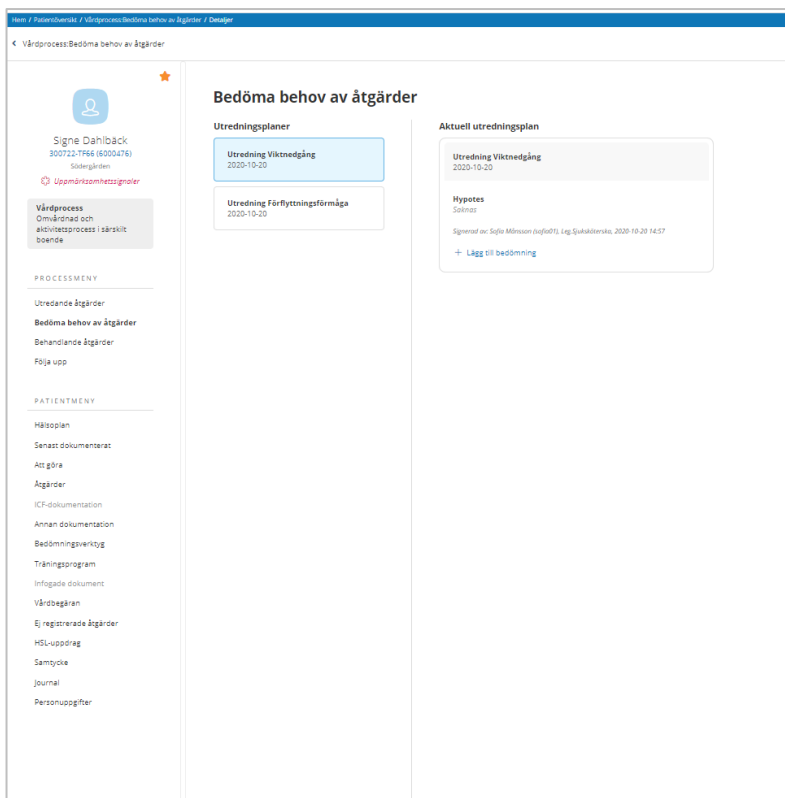 Hem / Patientöversikt / Vårdprocess:Bedöma behov av åtgärder / Detaljer
Vårdprocess:Bedöma behov av åtgärder
Signe Dahlbäck
300722-TF66 (6000476)
Södergården
Uppmärksamhetssignaler
Vårdprocess
Omvårdnad och
aktivitetsprocess i särskilt
boende
PROCESSMENY
Utredande åtgärder
Bedöma behov av åtgärder
Behandlande åtgärder
Följa upp
PATIENTMENY
Hälsoplan
Senast dokumenterat
Att göra
Åtgärder
ICF-dokumentation
Annan dokumentation
Bedömningsverktyg
Träningsprogram
Infogade dokument
Vårdbegäran
Ej registrerade åtgärder
HSL-uppdrag
Samtycke
Journal
Personuppgifter
Bedöma behov av åtgärder
Utredningsplaner
Utredning Viktnedgång
2020-10-20
Utredning Förflyttningsförmåga
2020-10-20
Aktuell utredningsplan
Utredning Viktnedgång
2020-10-20
Hypotes
Saknas
Signerad av: Sofia Månsson (sofia01), Leg.Sjuksköterska, 2020-10-20 14:57
+ Lägg till bedömning